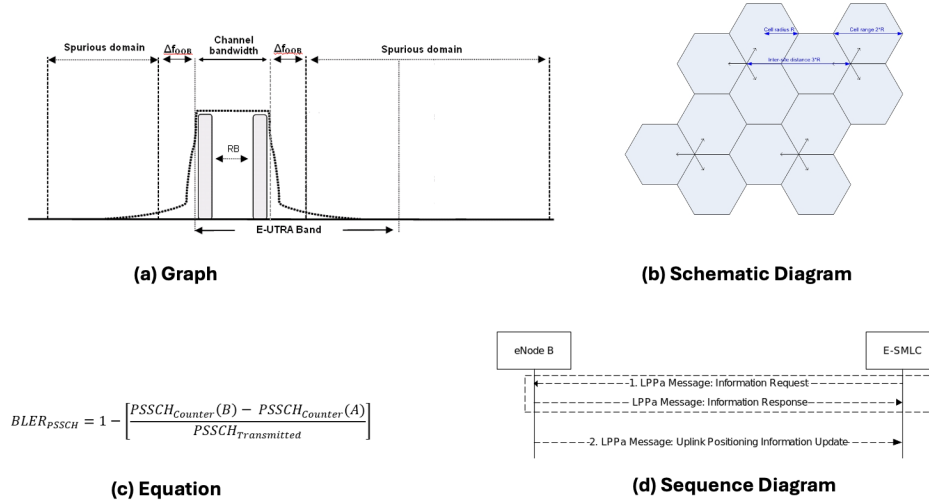 Channel
bandwidth
Spurious domain
Δf_OOB
Δf_OOB
Spurious domain
RB
E-UTRA Band
(a) Graph
Cell radius R
Cell range 2*R
Inter-site distance 3*R
(b) Schematic Diagram
BLER_PSSCH = 1 − [(PSSCH_Counter(B) − PSSCH_Counter(A)) / PSSCH_Transmitted]
(c) Equation
eNode B
E-SMLC
1. LPPa Message: Information Request
LPPa Message: Information Response
2. LPPa Message: Uplink Positioning Information Update
(d) Sequence Diagram